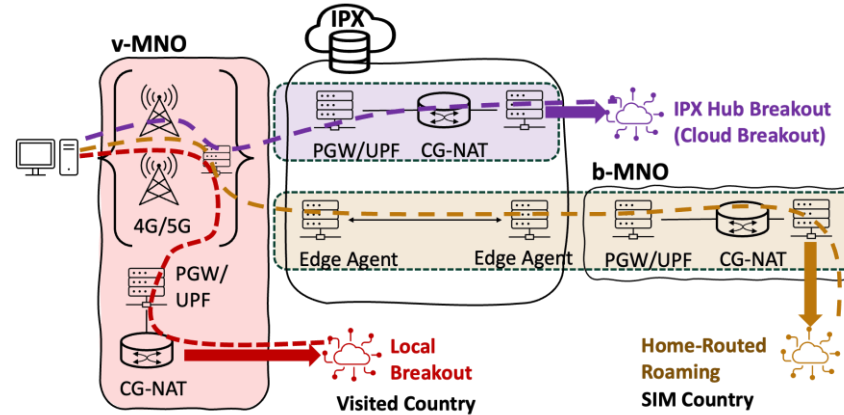 IPX
v-MNO
4G/5G
PGW/
UPF
CG-NAT
PGW/UPF
CG-NAT
IPX Hub Breakout
(Cloud Breakout)
b-MNO
Edge Agent
Edge Agent
PGW/UPF
CG-NAT
Local
Breakout
Visited Country
Home-Routed
Roaming
SIM Country